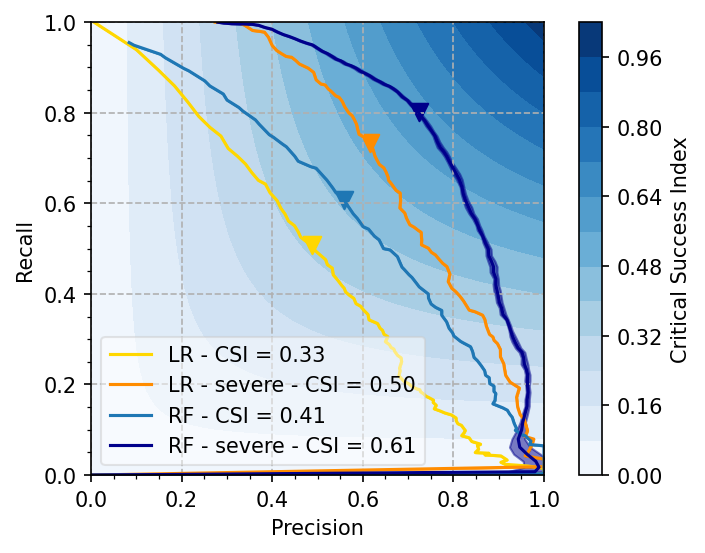 1.0
0.8
0.6
0.4
0.2
0.0
Recall
0.0 0.2 0.4 0.6 0.8 1.0
Precision
LR - CSI = 0.33
LR - severe - CSI = 0.50
RF - CSI = 0.41
RF - severe - CSI = 0.61
0.96
0.80
0.64
0.48
0.32
0.16
0.00
Critical Success Index